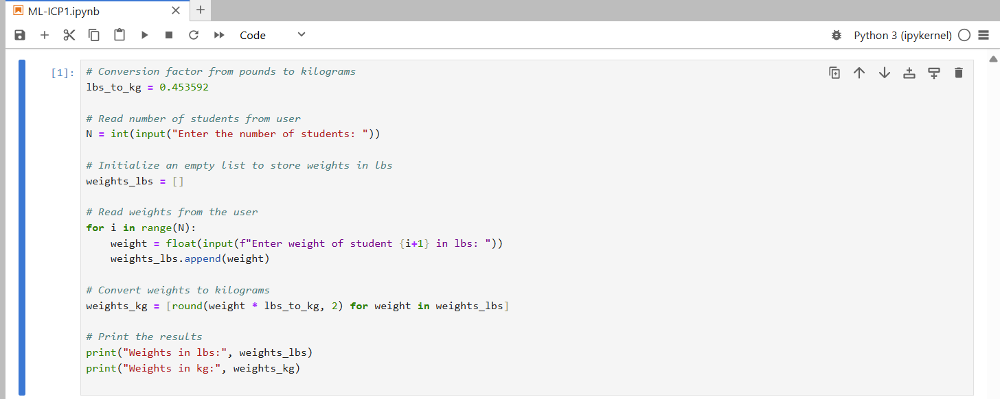 ML-ICP1.ipynb
Code
Python 3 (ipykernel)
[1]:
# Conversion factor from pounds to kilograms
lbs_to_kg = 0.453592

# Read number of students from user
N = int(input("Enter the number of students: "))

# Initialize an empty list to store weights in lbs
weights_lbs = []

# Read weights from the user
for i in range(N):
    weight = float(input(f"Enter weight of student {i+1} in lbs: "))
    weights_lbs.append(weight)

# Convert weights to kilograms
weights_kg = [round(weight * lbs_to_kg, 2) for weight in weights_lbs]

# Print the results
print("Weights in lbs:", weights_lbs)
print("Weights in kg:", weights_kg)